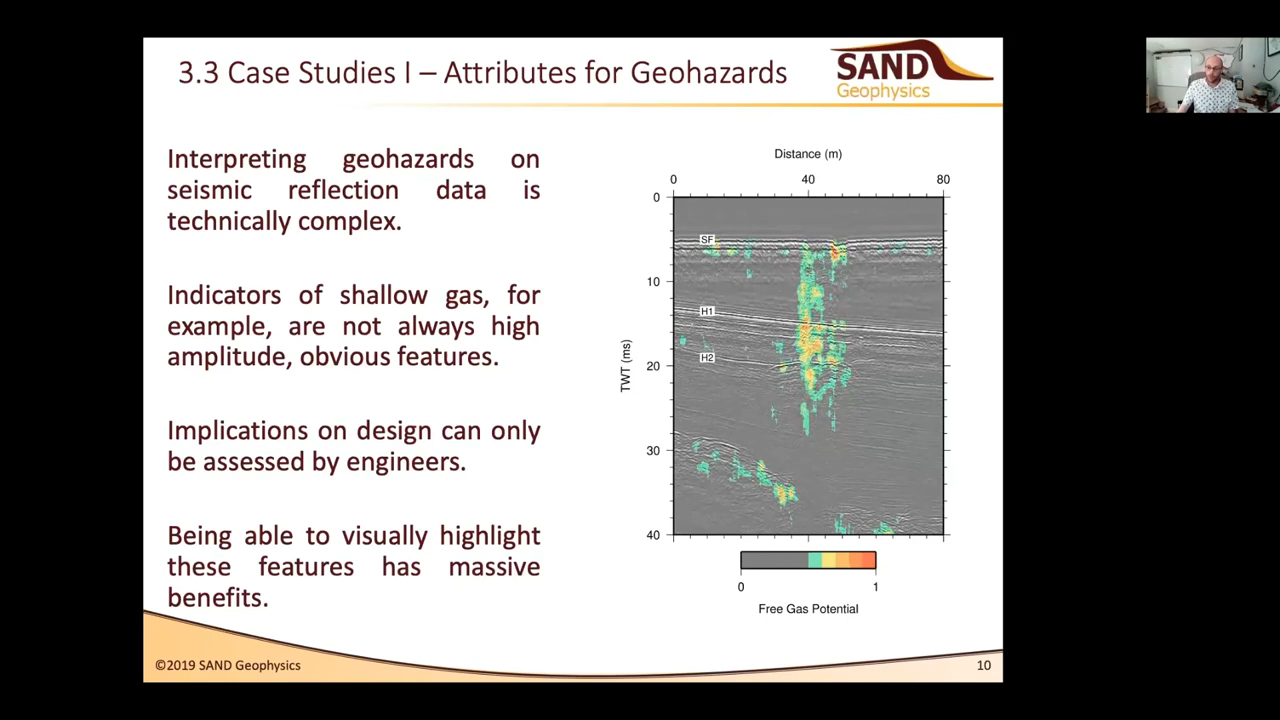 3.3 Case Studies I – Attributes for Geohazards
SAND
Geophysics
Interpreting geohazards on
seismic reflection data is
technically complex.
Indicators of shallow gas, for
example, are not always high
amplitude, obvious features.
Implications on design can only
be assessed by engineers.
Being able to visually highlight
these features has massive
benefits.
Distance (m)
0 40 80
0
SF
10
H1
TWT (ms)
20
H2
30
40
0 1
Free Gas Potential
©2019 SAND Geophysics
10